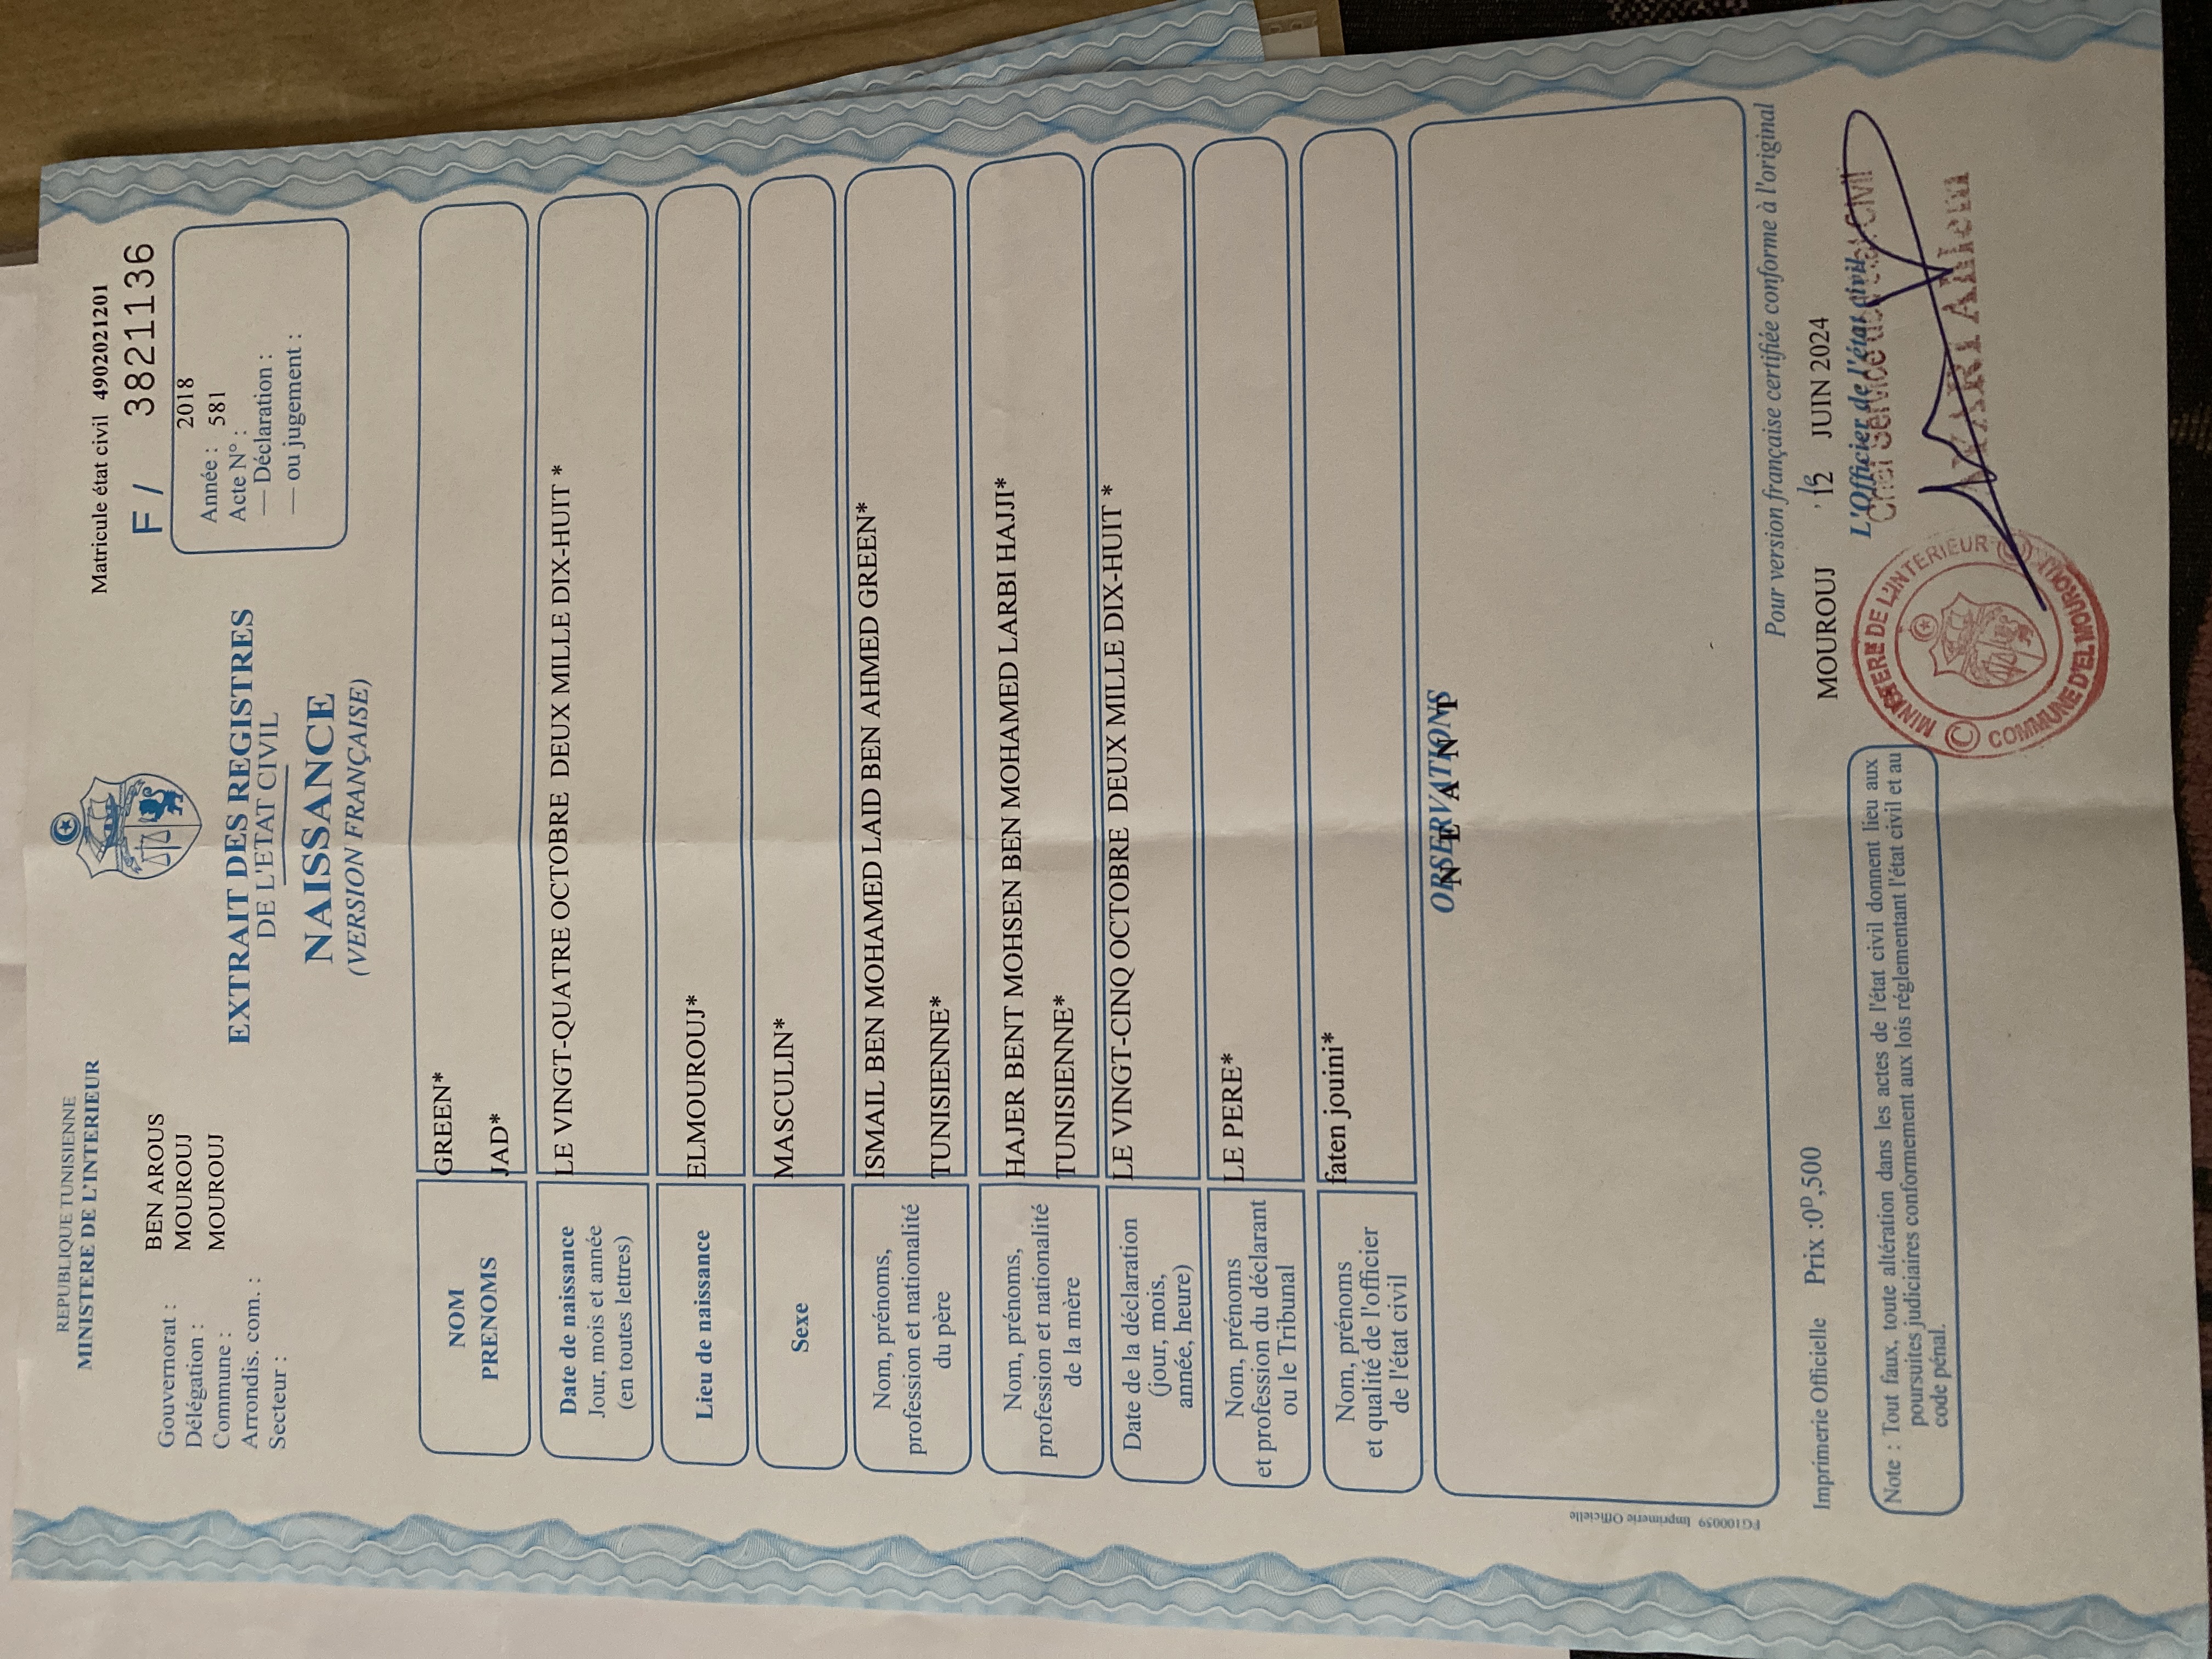 REPUBLIQUE TUNISIENNE
MINISTERE DE L'INTERIEUR
Gouvernorat : BEN AROUS
Délégation : MOUROUJ
Commune : MOUROUJ
Arrondis. com. :
Secteur :
Matricule état civil 4902021201
F / 3821136
2018
Année :
Acte N° : 581
— Déclaration :
— ou jugement :
EXTRAIT DES REGISTRES
DE L'ETAT CIVIL
NAISSANCE
(VERSION FRANÇAISE)
NOM GREEN*
PRENOMS JAD*
Date de naissance
Jour, mois et année
(en toutes lettres)
LE VINGT-QUATRE OCTOBRE DEUX MILLE DIX-HUIT *
Lieu de naissance ELMOUROUJ*
Sexe MASCULIN*
Nom, prénoms,
profession et nationalité
du père
ISMAIL BEN MOHAMED LAID BEN AHMED GREEN*
TUNISIENNE*
Nom, prénoms,
profession et nationalité
de la mère
HAJER BENT MOHSEN BEN MOHAMED LARBI HAJJI*
TUNISIENNE*
Date de la déclaration
(jour, mois,
année, heure)
LE VINGT-CINQ OCTOBRE DEUX MILLE DIX-HUIT *
Nom, prénoms
et profession du déclarant
ou le Tribunal
LE PERE*
Nom, prénoms
et qualité de l'officier
de l'état civil
faten jouini*
OBSERVATIONS
N E A N T
FG100059 Imprimerie Officielle
Pour version française certifiée conforme à l'original
Imprimerie Officielle Prix :0ᴰ,500
MOUROUJ , le 12 JUIN 2024
L'Officier de l'état civil
Chef Service Civil
Allem
MINISTERE DE L'INTERIEUR
COMMUNE D'EL MOUROUJ
Note : Tout faux, toute altération dans les actes de l'état civil donnent lieu aux
poursuites judiciaires conformement aux lois réglementant l'état civil et au
code pénal.